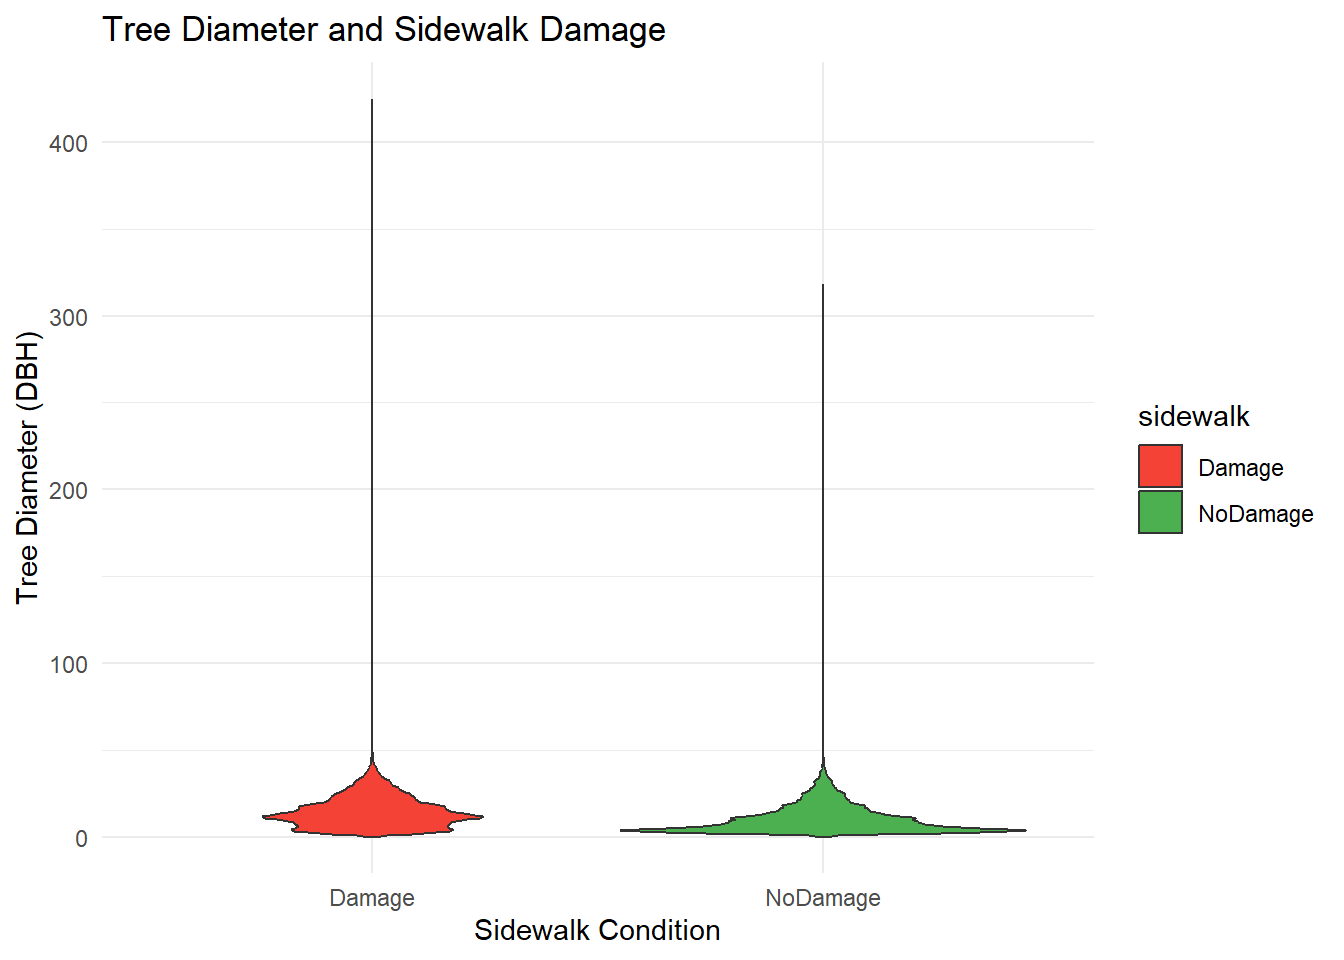 Tree Diameter and Sidewalk Damage
Tree Diameter (DBH)
400
300
200
100
0
Damage
NoDamage
Sidewalk Condition
sidewalk
Damage
NoDamage